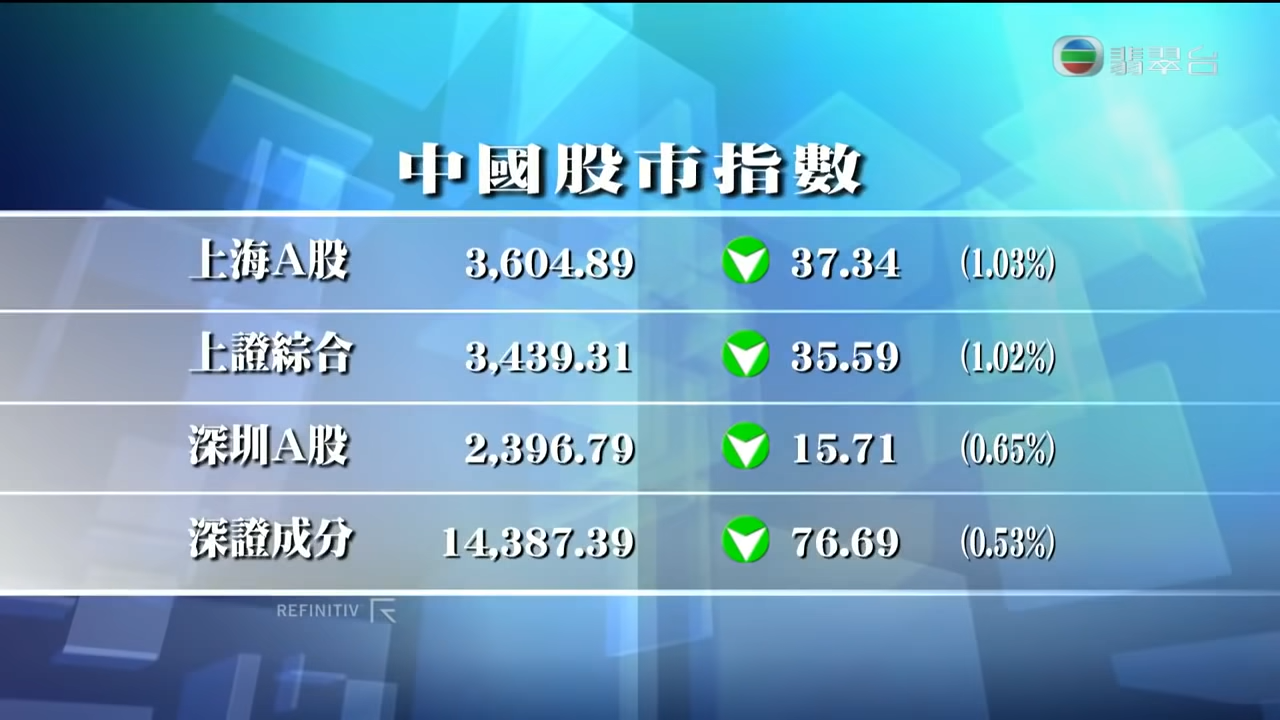 翡翠台
中國股市指數
上海A股 3,604.89 37.34 (1.03%)
上證綜合 3,439.31 35.59 (1.02%)
深圳A股 2,396.79 15.71 (0.65%)
深證成分 14,387.39 76.69 (0.53%)
REFINITIV